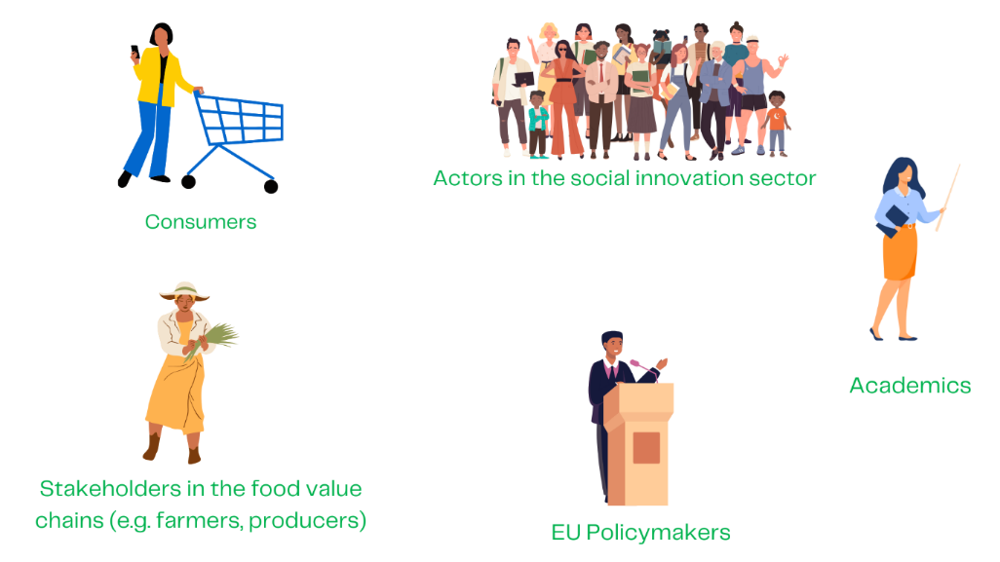 Actors in the social innovation sector
Consumers
Academics
Stakeholders in the food value
chains (e.g. farmers, producers)
EU Policymakers